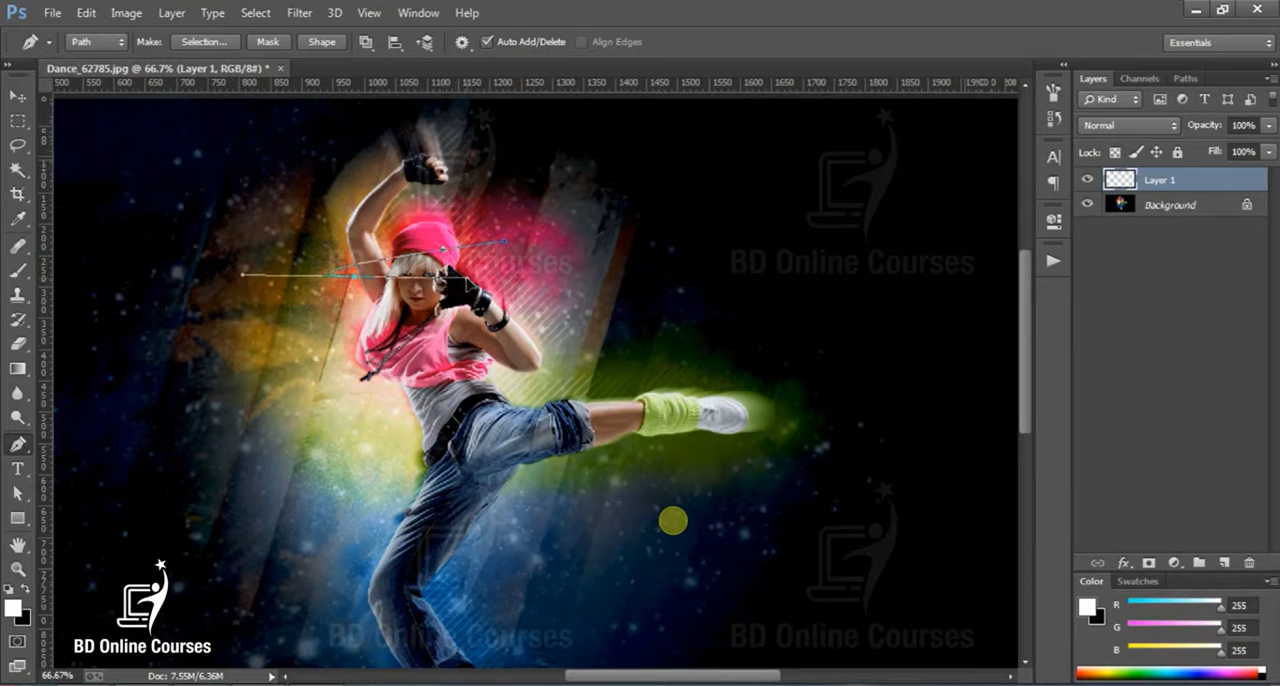 Ps File Edit Image Layer Type Select Filter 3D View Window Help
Path Make: Selection... Mask Shape Auto Add/Delete Align Edges Essentials
Dance_62785.jpg @ 66.7% (Layer 1, RGB/8#) * ×
500 550 600 650 700 750 800 850 900 950 1000 1050 1100 1150 1200 1250 1300 1350 1400 1450 1500 1550 1600 1650 1700 1750 1800 1850
Layers Channels Paths
Kind
Normal Opacity: 100%
Lock: Fill: 100%
Layer 1
Background
BD Online Courses
BD Online Courses
BD Online Courses
BD Online Courses
Color Swatches
R 255
G 255
B 255
66.67% Doc: 7.55M/6.36M